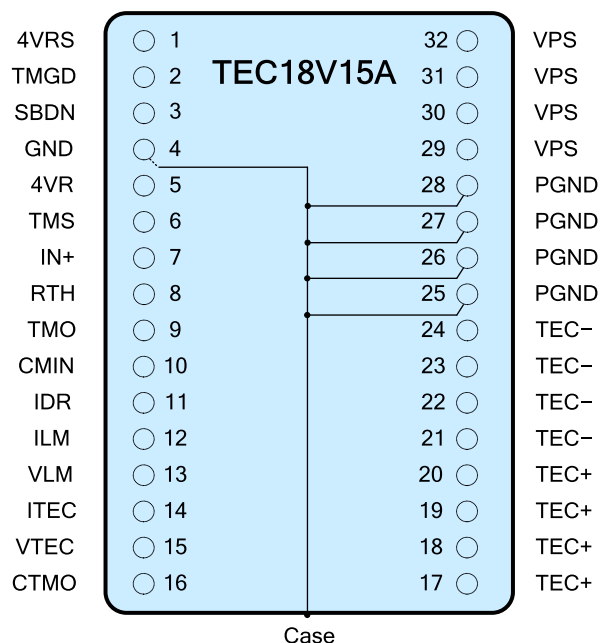 4VRS 1 32 VPS
TMGD 2 TEC18V15A 31 VPS
SBDN 3 30 VPS
GND 4 29 VPS
4VR 5 28 PGND
TMS 6 27 PGND
IN+ 7 26 PGND
RTH 8 25 PGND
TMO 9 24 TEC−
CMIN 10 23 TEC−
IDR 11 22 TEC−
ILM 12 21 TEC−
VLM 13 20 TEC+
ITEC 14 19 TEC+
VTEC 15 18 TEC+
CTMO 16 17 TEC+
Case